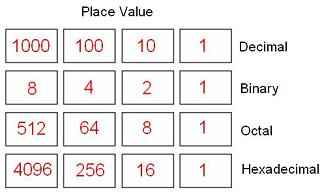 Place Value
1000 100 10 1 Decimal
8 4 2 1 Binary
512 64 8 1 Octal
4096 256 16 1 Hexadecimal